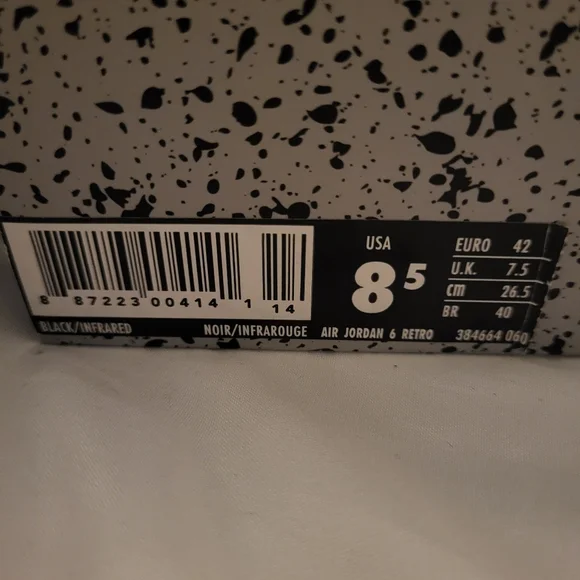 USA
8 5
EURO 42
U.K. 7.5
cm 26.5
BR 40
8 87223 00414 1 14
BLACK/INFRARED NOIR/INFRAROUGE AIR JORDAN 6 RETRO 384664 060